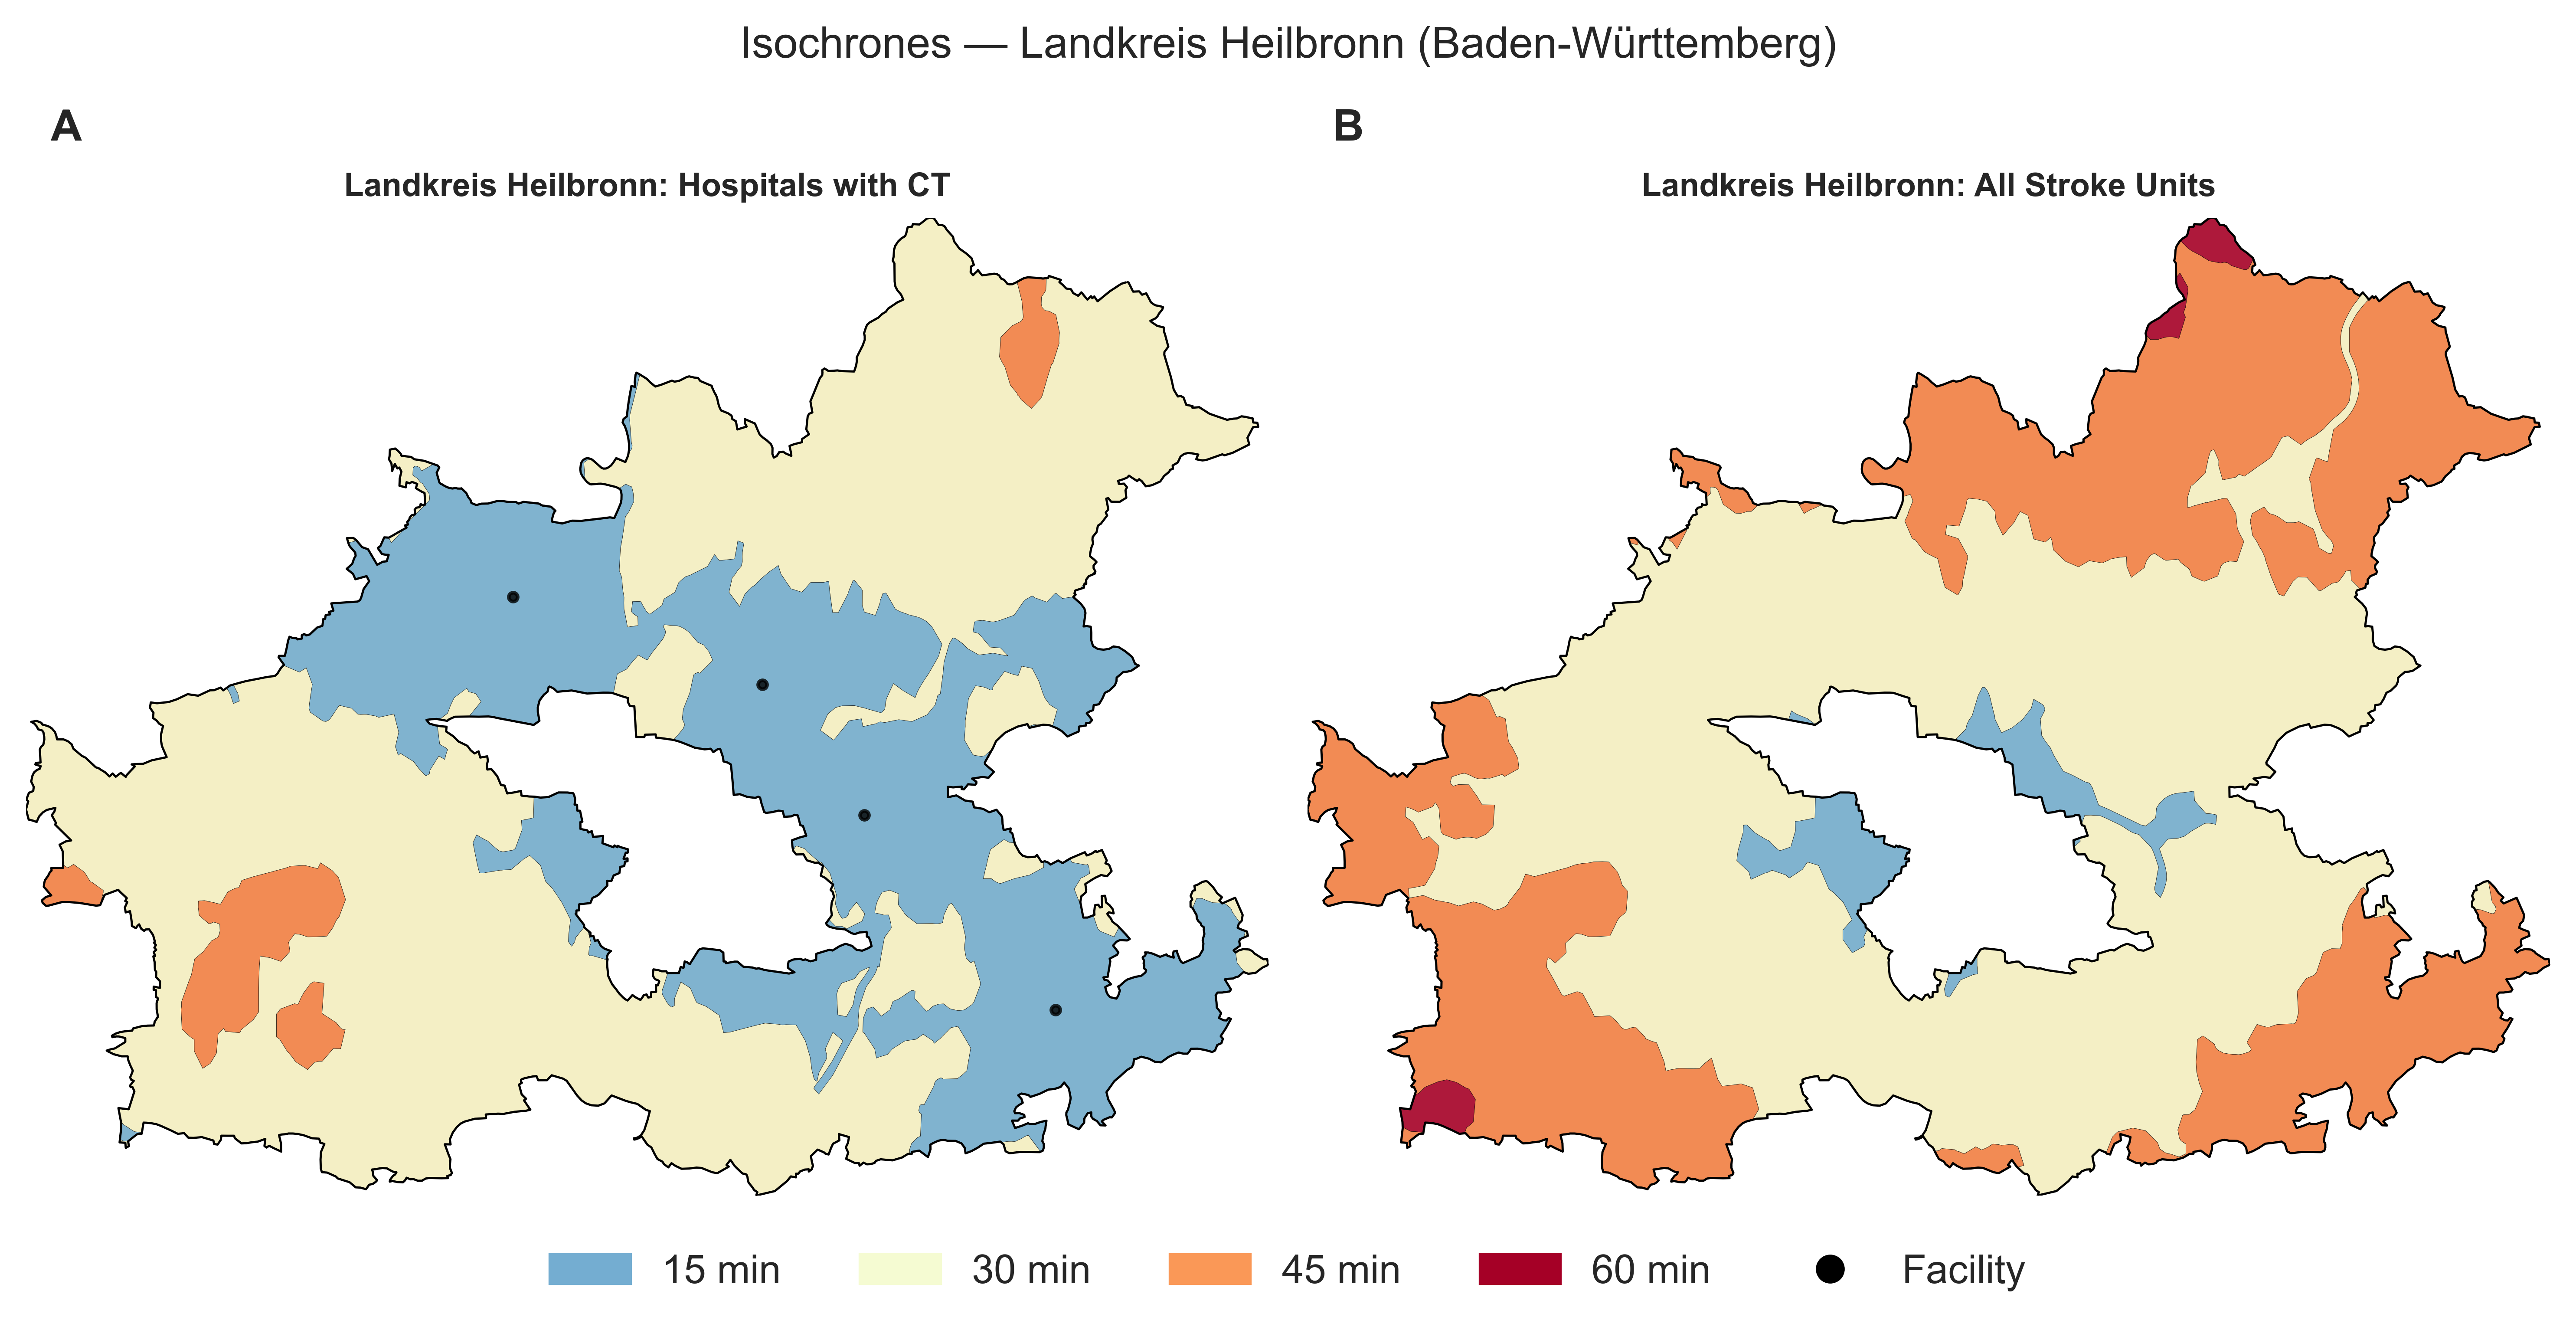 Isochrones — Landkreis Heilbronn (Baden-Württemberg)
A
B
Landkreis Heilbronn: Hospitals with CT
Landkreis Heilbronn: All Stroke Units
15 min
30 min
45 min
60 min
Facility